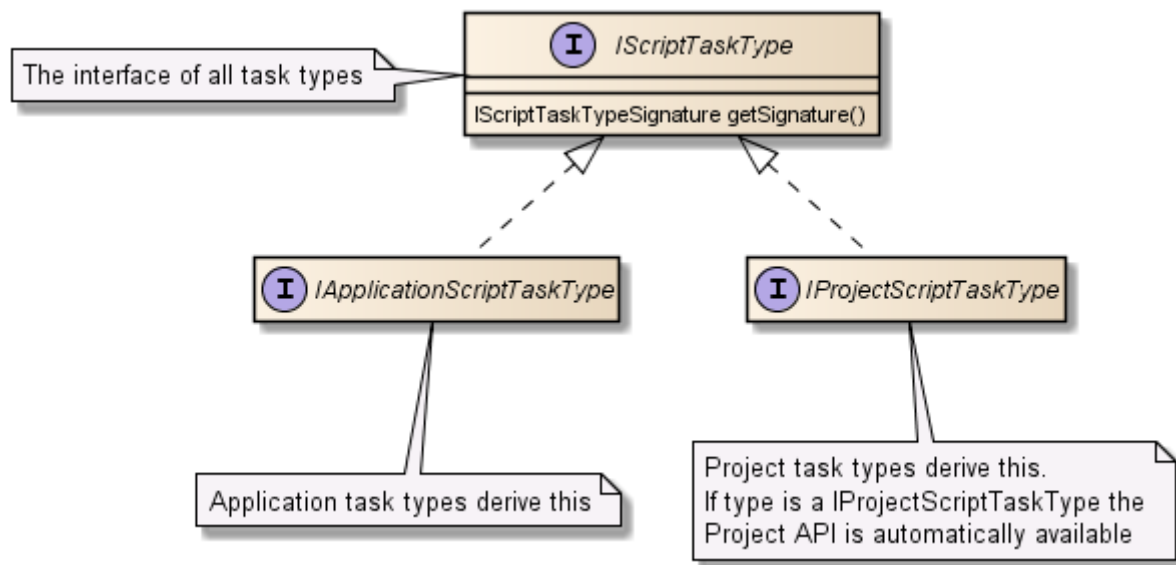 I IScriptTaskType
The interface of all task types
IScriptTaskTypeSignature getSignature()
I IApplicationScriptTaskType
I IProjectScriptTaskType
Application task types derive this
Project task types derive this.
If type is a IProjectScriptTaskType the
Project API is automatically available